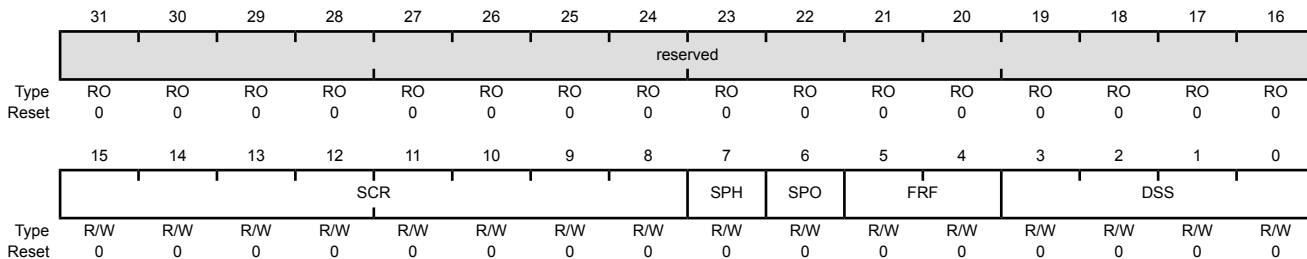 31 30 29 28 27 26 25 24 23 22 21 20 19 18 17 16
reserved
Type RO RO RO RO RO RO RO RO RO RO RO RO RO RO RO RO
Reset 0 0 0 0 0 0 0 0 0 0 0 0 0 0 0 0
15 14 13 12 11 10 9 8 7 6 5 4 3 2 1 0
SCR SPH SPO FRF DSS
Type R/W R/W R/W R/W R/W R/W R/W R/W R/W R/W R/W R/W R/W R/W R/W R/W
Reset 0 0 0 0 0 0 0 0 0 0 0 0 0 0 0 0